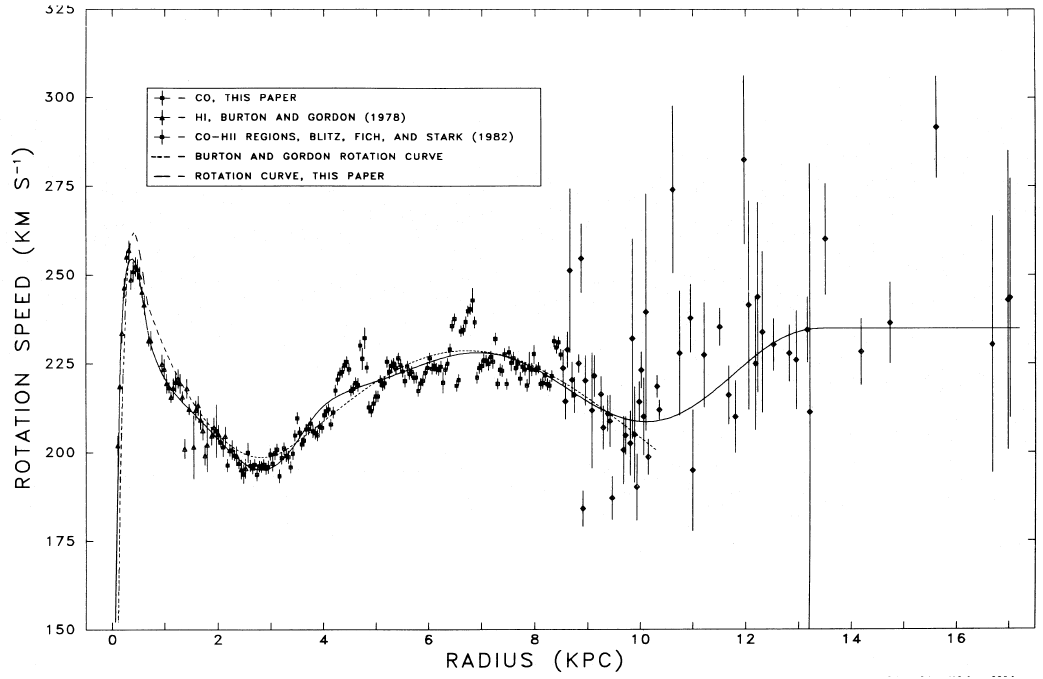 325
300
275
250
225
200
175
150
ROTATION SPEED (KM S⁻¹)
– CO, THIS PAPER
– HI, BURTON AND GORDON (1978)
– CO-HII REGIONS, BLITZ, FICH, AND STARK (1982)
– BURTON AND GORDON ROTATION CURVE
– ROTATION CURVE, THIS PAPER
0 2 4 6 8 10 12 14 16
RADIUS (KPC)